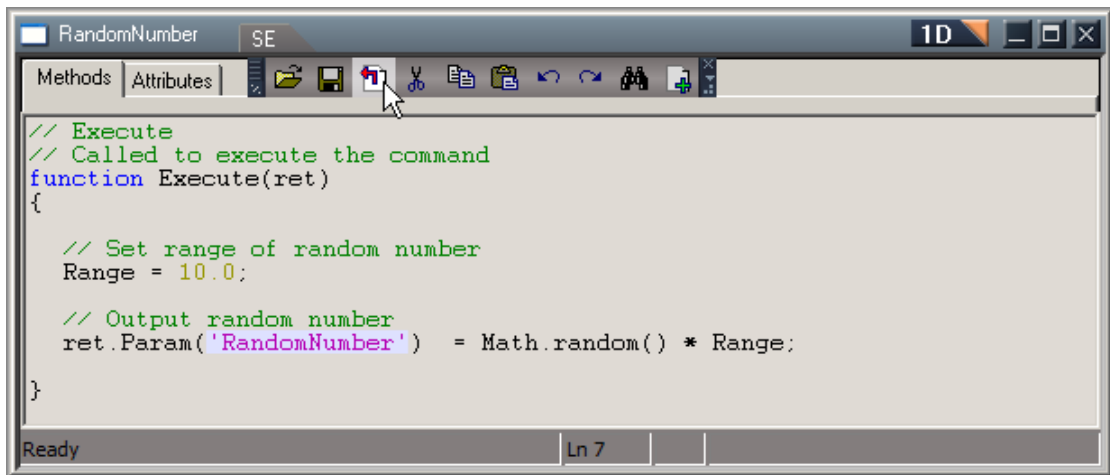 RandomNumber SE 1D
Methods Attributes
// Execute
// Called to execute the command
function Execute(ret)
{
// Set range of random number
Range = 10.0;
// Output random number
ret.Param('RandomNumber')  = Math.random() * Range;
}
Ready Ln 7